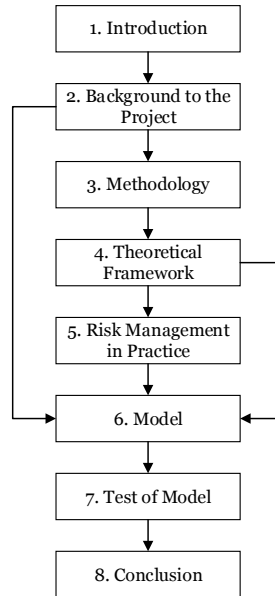 1. Introduction
2. Background to the
Project
3. Methodology
4. Theoretical
Framework
5. Risk Management
in Practice
6. Model
7. Test of Model
8. Conclusion